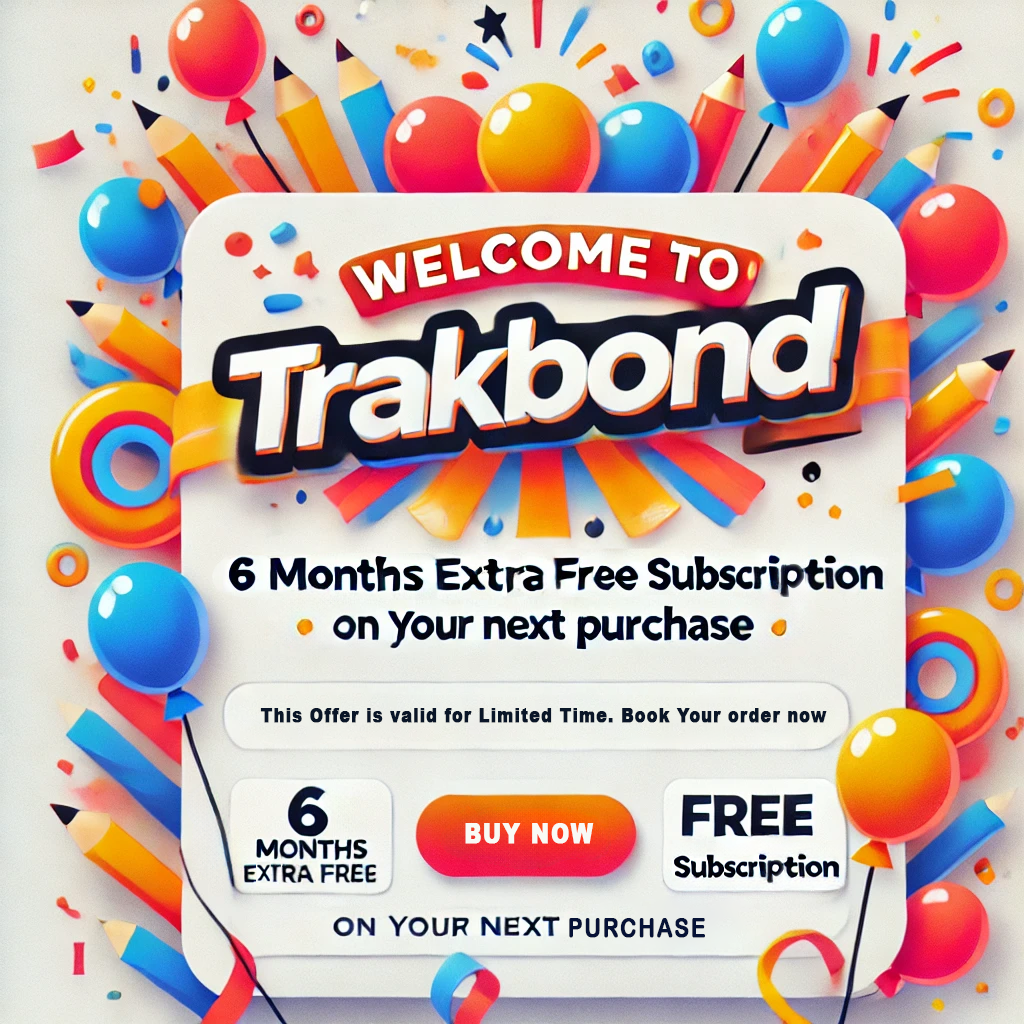 WELCOME TO
Trakbond
6 Months Extra Free Subscription
on Your next purchase
This Offer is valid for Limited Time. Book Your order now
6
MONTHS
EXTRA FREE
BUY NOW
FREE
Subscription
ON YOUR NEXT PURCHASE